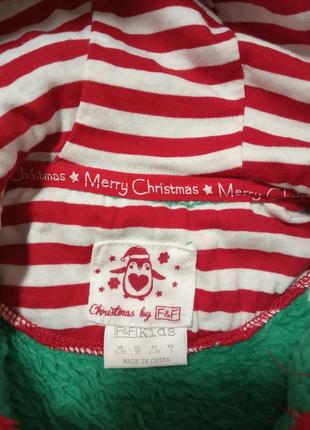 Christmas ★ Merry Christmas ★ Merry
Christmas by F&F
F&F Kids
MADE IN CHINA